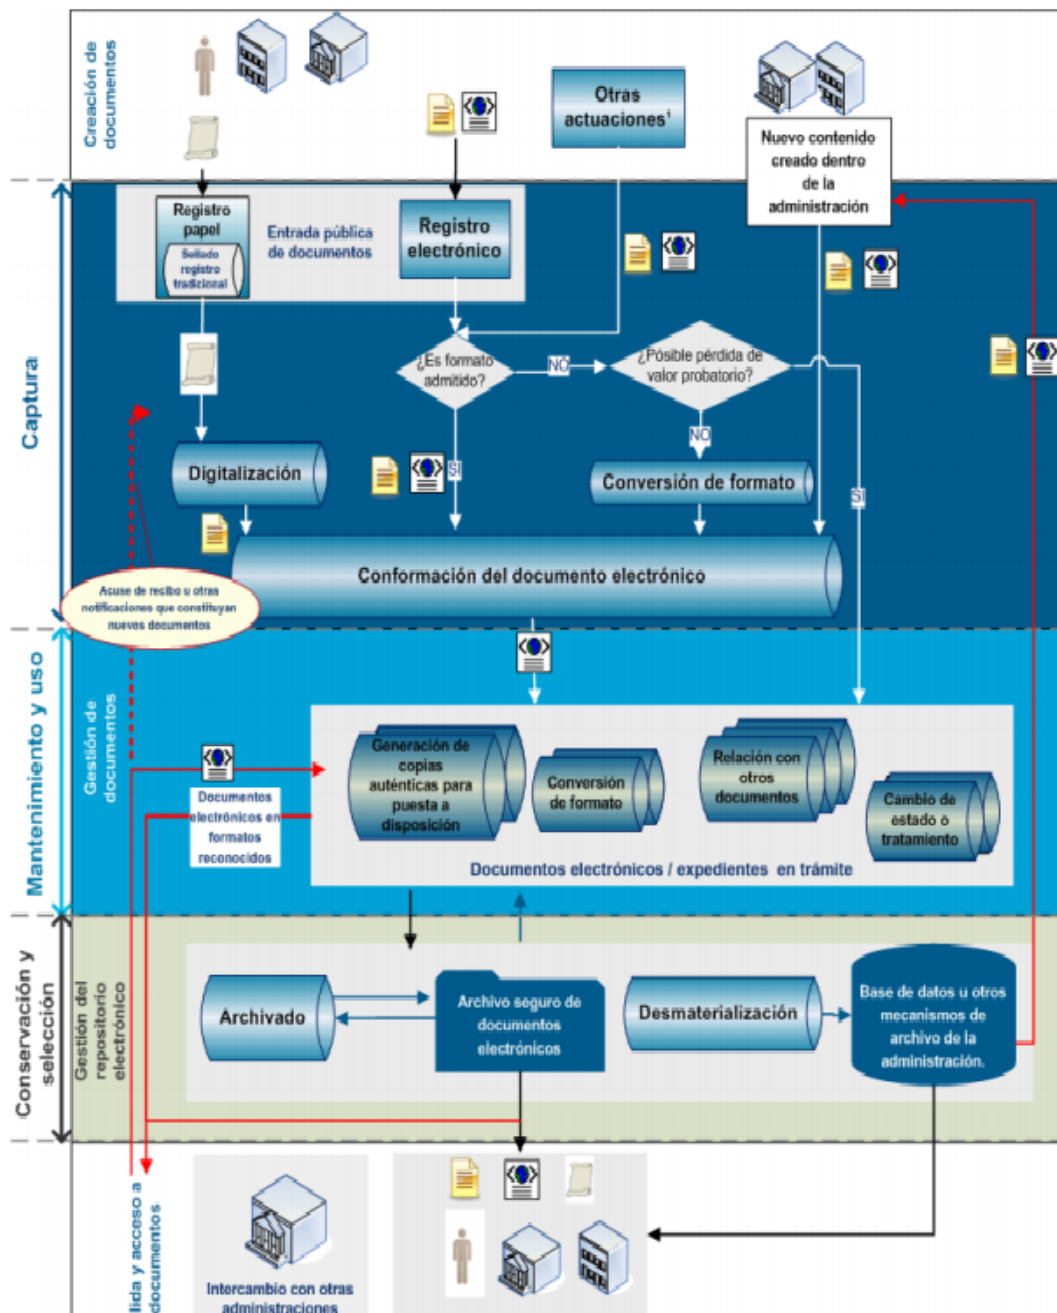 Creación de
documentos
Otras
actuaciones¹
Nuevo contenido
creado dentro
de la
administración
Captura
Registro
papel
Sellado
registro
tradicional
Entrada pública
de documentos
Registro
electrónico
¿Es formato
admitido?
NO
¿Pósible pérdida de
valor probatorio?
SI
NO
SI
Digitalización
Conversión de formato
Conformación del documento electrónico
Acuse de recibo u otras
notificaciones que constituyan
nuevos documentos
Mantenimiento y uso
Gestión de
documentos
Documentos
electrónicos en
formatos
reconocidos
Generación de
copias
auténticas para
puesta a
disposición
Conversión
de formato
Relación con
otros
documentos
Cambio de
estado o
tratamiento
Documentos electrónicos / expedientes en trámite
Conservación y
selección
Gestión del
repositorio
electrónico
Archivado
Archivo seguro de
documentos
electrónicos
Desmaterialización
Base de datos u otros
mecanismos de
archivo de la
administración.
lida y acceso a
documentos
Intercambio con otras
administraciones